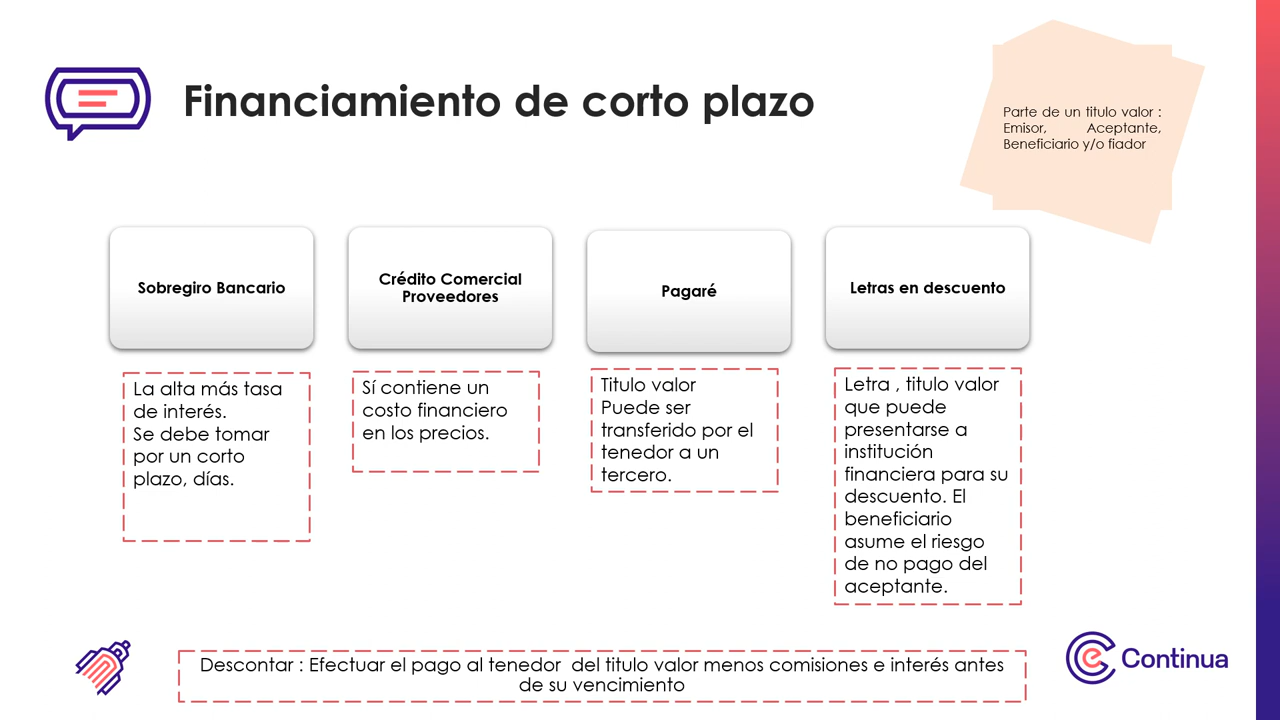 Financiamiento de corto plazo
Parte de un titulo valor :
Emisor, Aceptante,
Beneficiario y/o fiador
Sobregiro Bancario
Crédito Comercial
Proveedores
Pagaré
Letras en descuento
La alta más tasa
de interés.
Se debe tomar
por un corto
plazo, días.
Sí contiene un
costo financiero
en los precios.
Titulo valor
Puede ser
transferido por el
tenedor a un
tercero.
Letra , titulo valor
que puede
presentarse a
institución
financiera para su
descuento. El
beneficiario
asume el riesgo
de no pago del
aceptante.
Descontar : Efectuar el pago al tenedor del titulo valor menos comisiones e interés antes
de su vencimiento
Continua